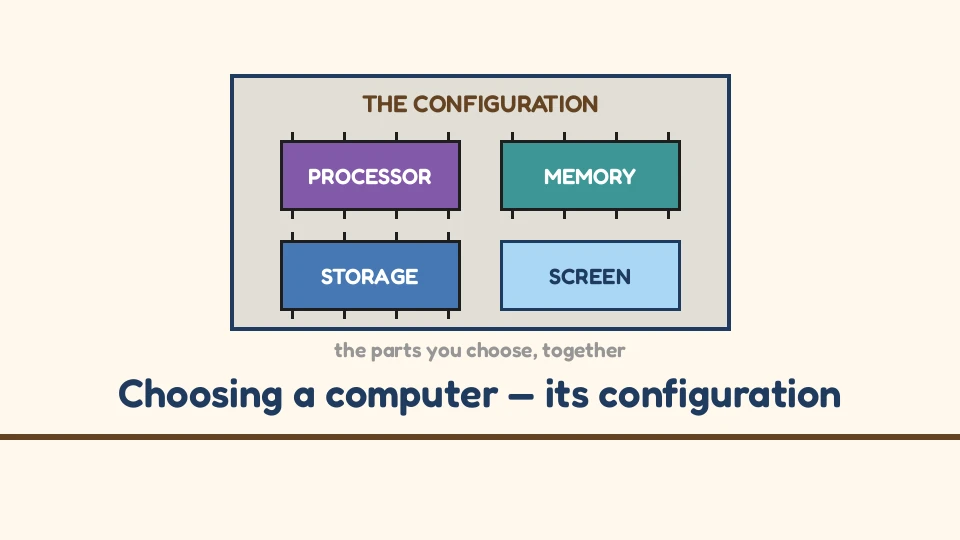 THE CONFIGURATION
PROCESSOR
MEMORY
STORAGE
SCREEN
the parts you choose, together
Choosing a computer — its configuration